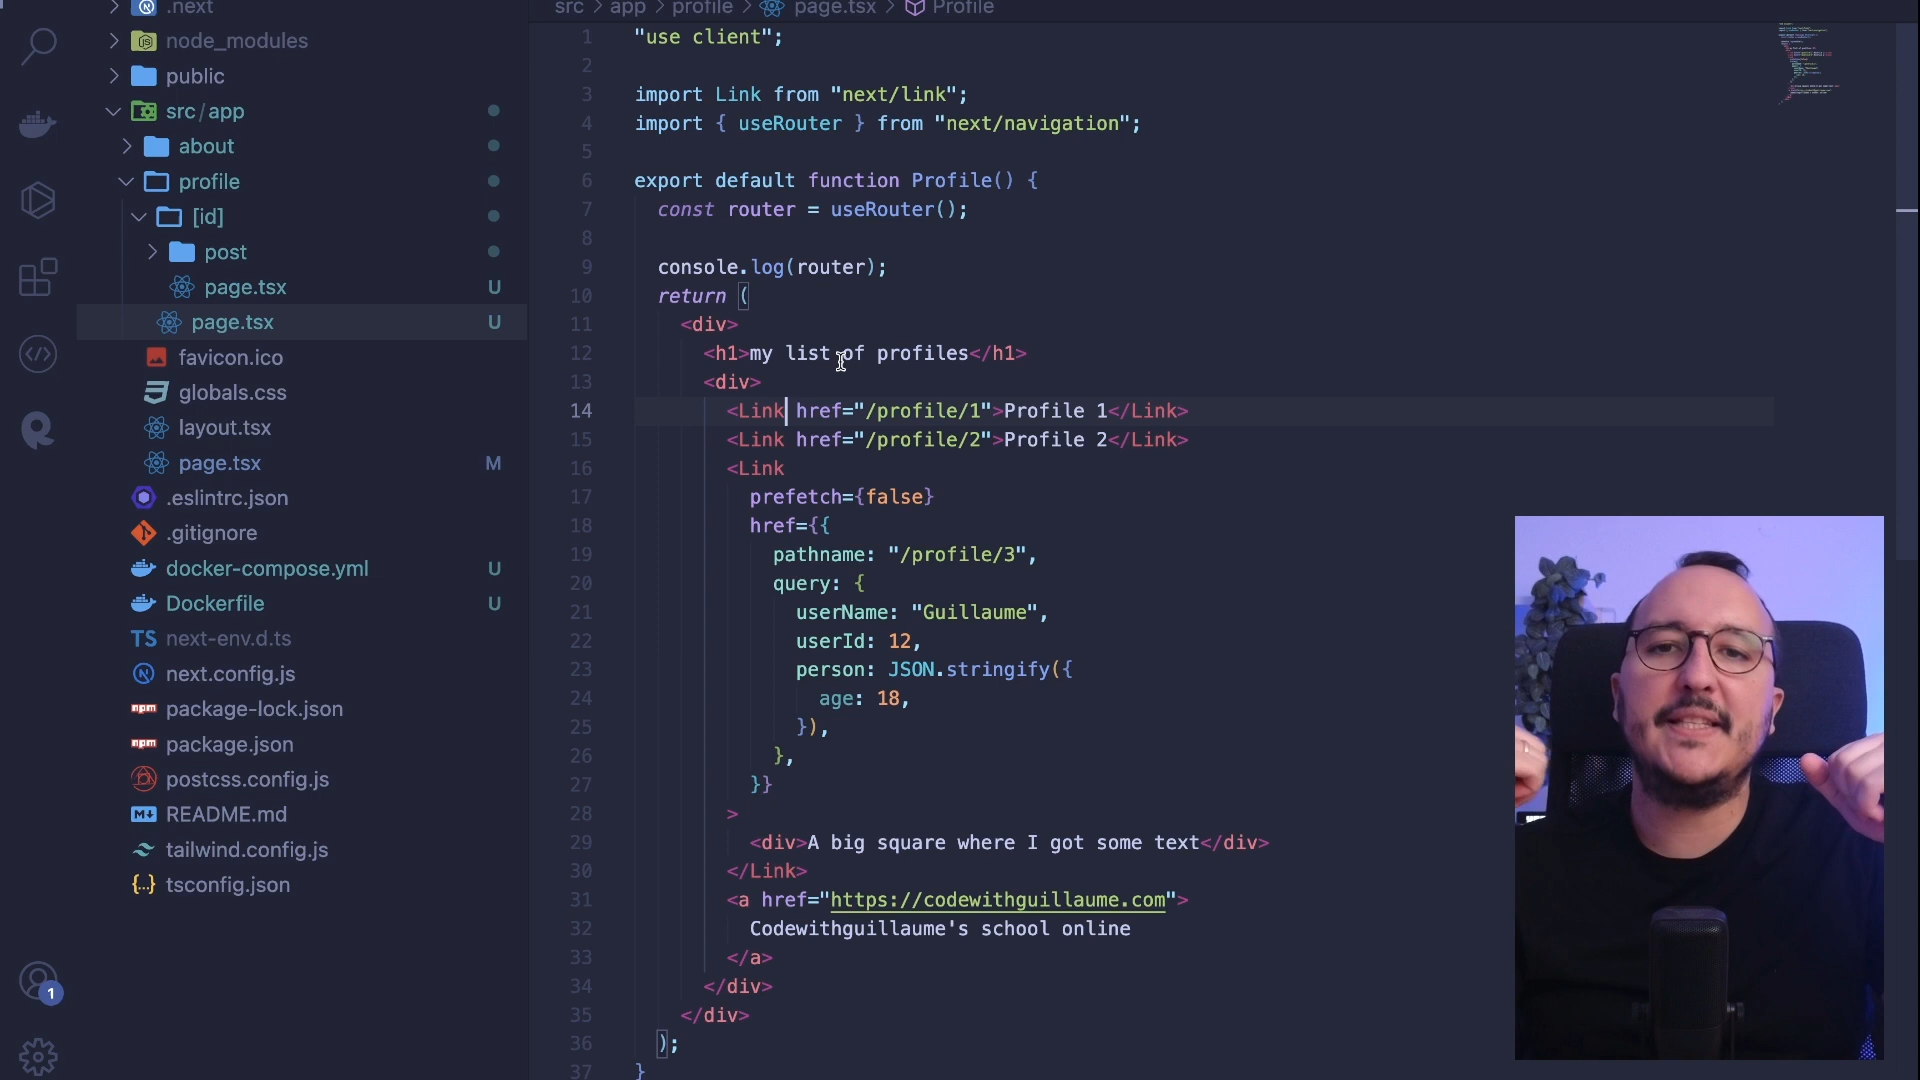 .next
node_modules
public
src/app
about
profile
[id]
post
page.tsx U
page.tsx U
favicon.ico
globals.css
layout.tsx
page.tsx M
.eslintrc.json
.gitignore
docker-compose.yml U
Dockerfile U
TS next-env.d.ts
next.config.js
npm package-lock.json
npm package.json
postcss.config.js
README.md
tailwind.config.js
{..} tsconfig.json
1
src > app > profile > page.tsx > Profile
1 "use client";
2
3 import Link from "next/link";
4 import { useRouter } from "next/navigation";
5
6 export default function Profile() {
7 const router = useRouter();
8
9 console.log(router);
10 return (
11 <div>
12 <h1>my list of profiles</h1>
13 <div>
14 <Link href="/profile/1">Profile 1</Link>
15 <Link href="/profile/2">Profile 2</Link>
16 <Link
17 prefetch={false}
18 href={{
19 pathname: "/profile/3",
20 query: {
21 userName: "Guillaume",
22 userId: 12,
23 person: JSON.stringify({
24 age: 18,
25 }),
26 },
27 }}
28 >
29 <div>A big square where I got some text</div>
30 </Link>
31 <a href="https://codewithguillaume.com">
32 Codewithguillaume's school online
33 </a>
34 </div>
35 </div>
36 );
37 }